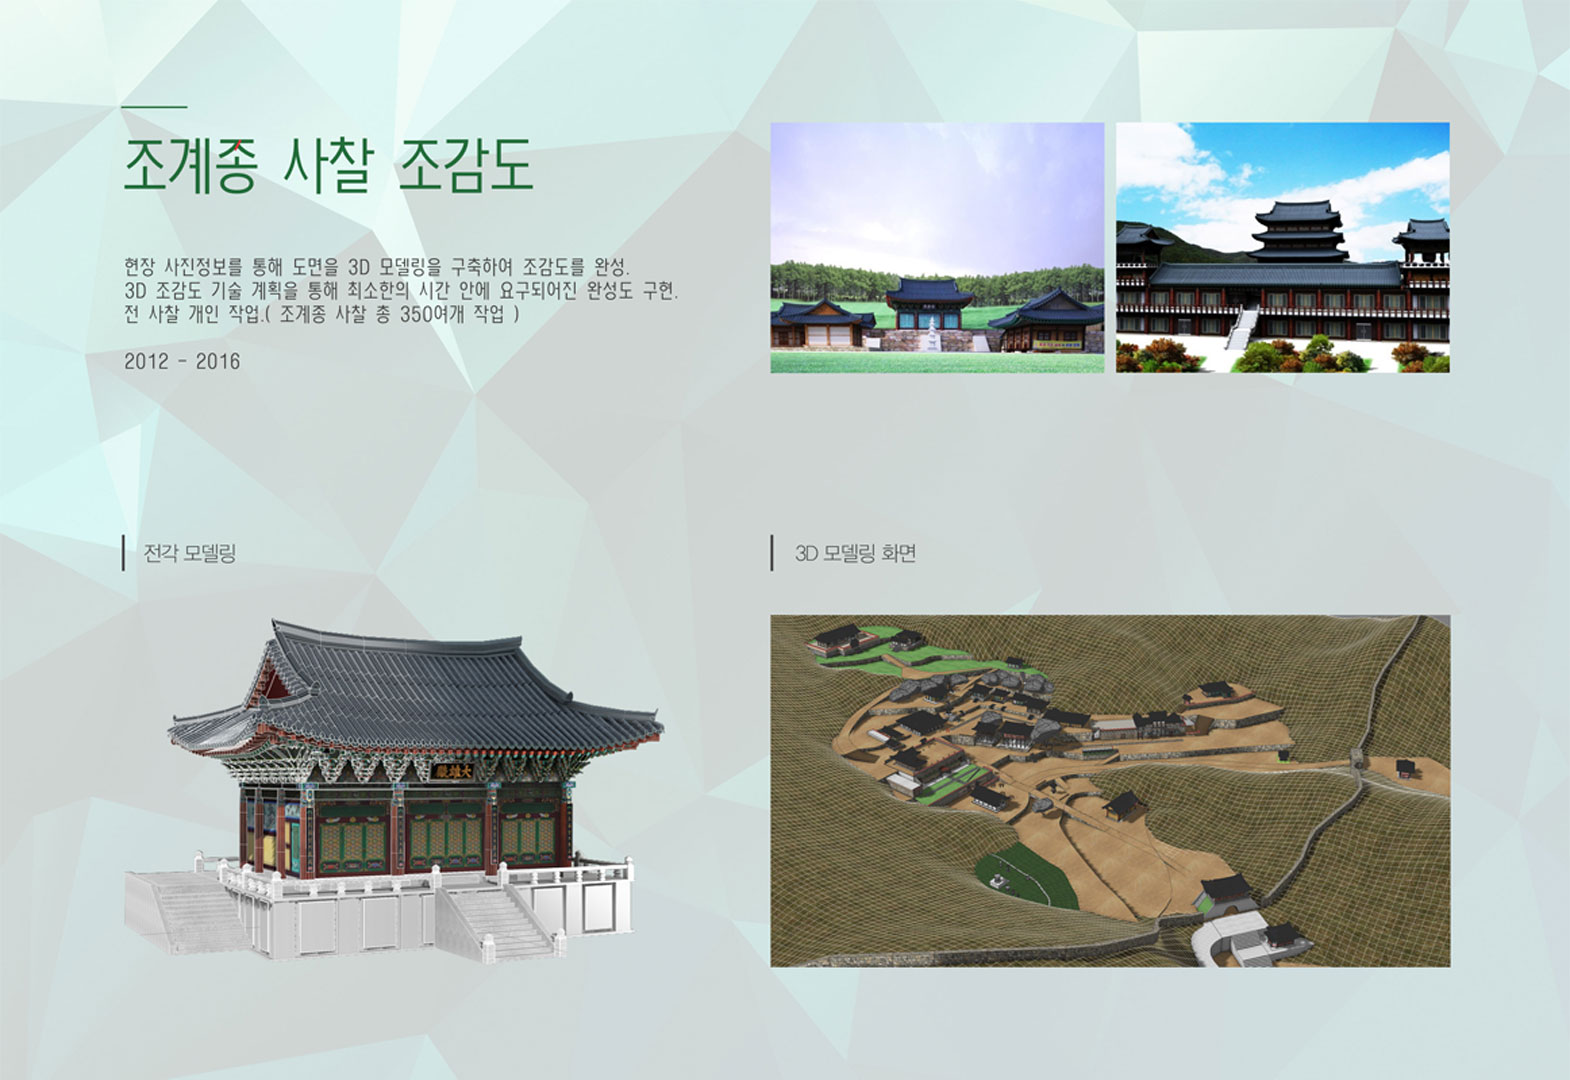 조계종 사찰 조감도
현장 사진정보를 통해 도면을 3D 모델링을 구축하여 조감도를 완성.
3D 조감도 기술 계획을 통해 최소한의 시간 안에 요구되어진 완성도 구현.
전 사찰 개인 작업.( 조계종 사찰 총 350여개 작업 )
2012 - 2016
전각 모델링
3D 모델링 화면
殿雄大